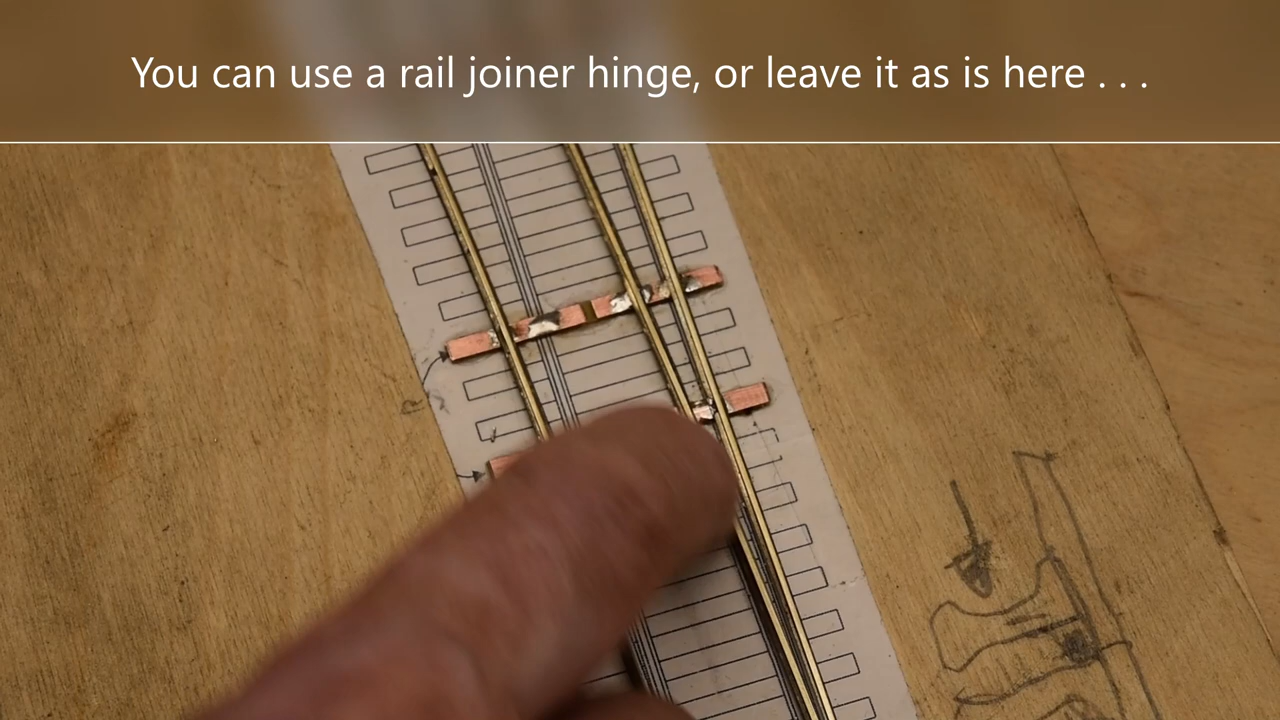 You can use a rail joiner hinge, or leave it as is here . . .